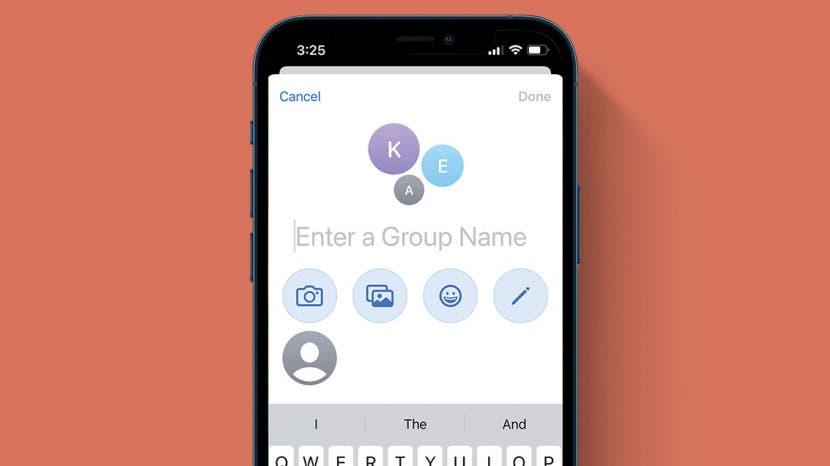 3:25
Cancel Done
K
E
A
Enter a Group Name
I The And
Q W E R T Y U I O P